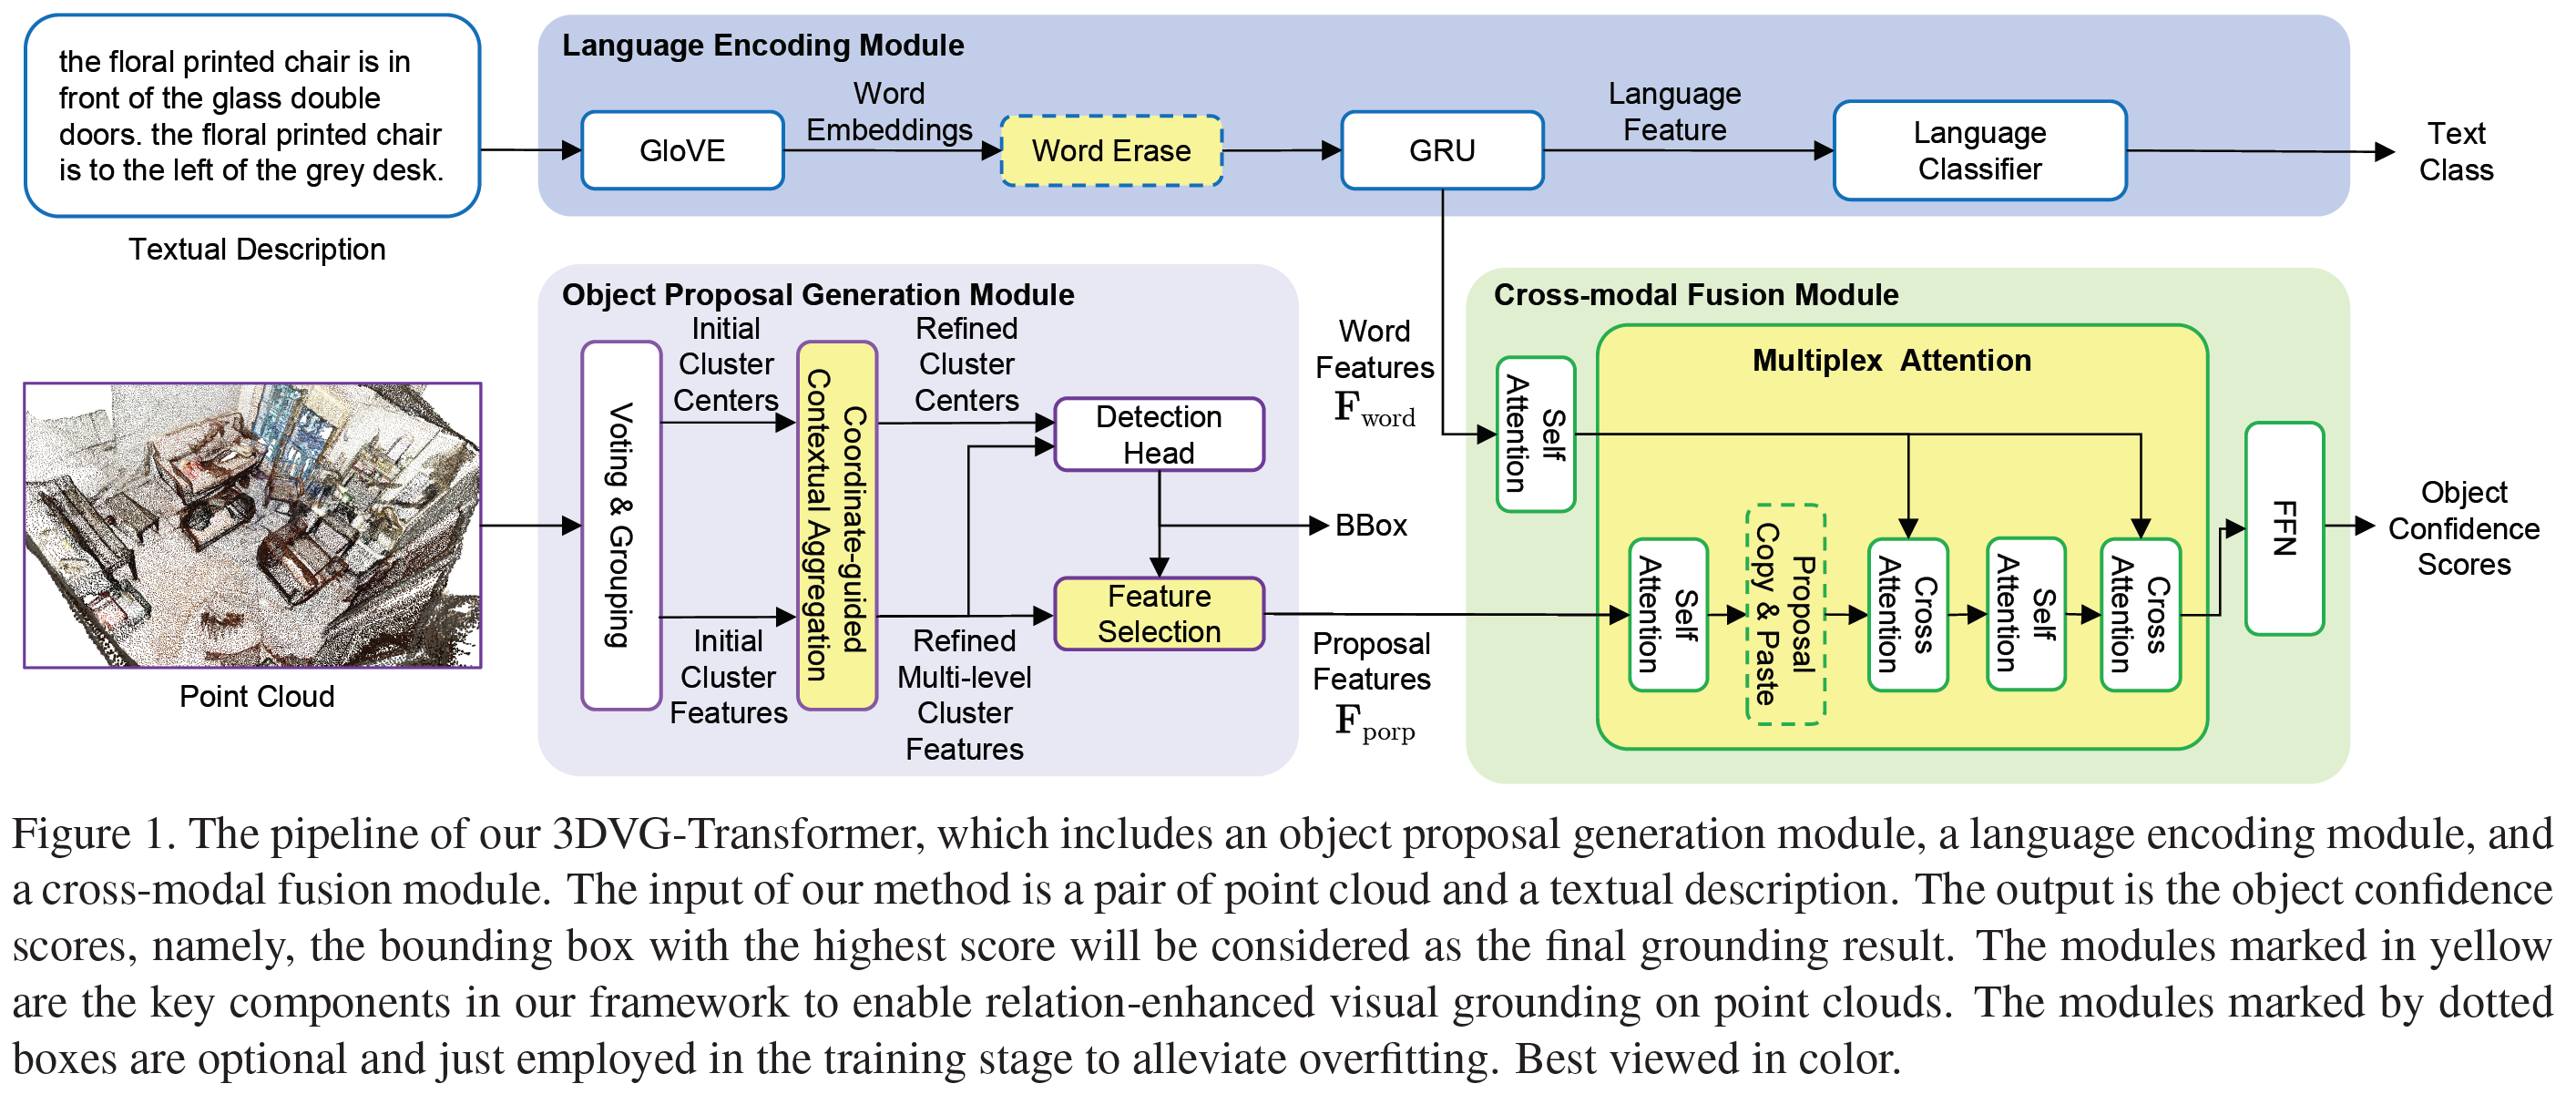 the floral printed chair is in
front of the glass double
doors. the floral printed chair
is to the left of the grey desk.
Textual Description
Language Encoding Module
GloVE
Word
Embeddings
Word Erase
GRU
Language
Feature
Language
Classifier
Text
Class
Point Cloud
Object Proposal Generation Module
Voting & Grouping
Initial
Cluster
Centers
Initial
Cluster
Features
Coordinate-guided
Contextual Aggregation
Refined
Cluster
Centers
Refined
Multi-level
Cluster
Features
Detection
Head
Feature
Selection
BBox
Word
Features
F word
Proposal
Features
F porp
Cross-modal Fusion Module
Self
Attention
Multiplex Attention
Self
Attention
Proposal
Copy & Paste
Cross
Attention
Self
Attention
Cross
Attention
FFN
Object
Confidence
Scores
Figure 1. The pipeline of our 3DVG-Transformer, which includes an object proposal generation module, a language encoding module, and
a cross-modal fusion module. The input of our method is a pair of point cloud and a textual description. The output is the object confidence
scores, namely, the bounding box with the highest score will be considered as the final grounding result. The modules marked in yellow
are the key components in our framework to enable relation-enhanced visual grounding on point clouds. The modules marked by dotted
boxes are optional and just employed in the training stage to alleviate overfitting. Best viewed in color.